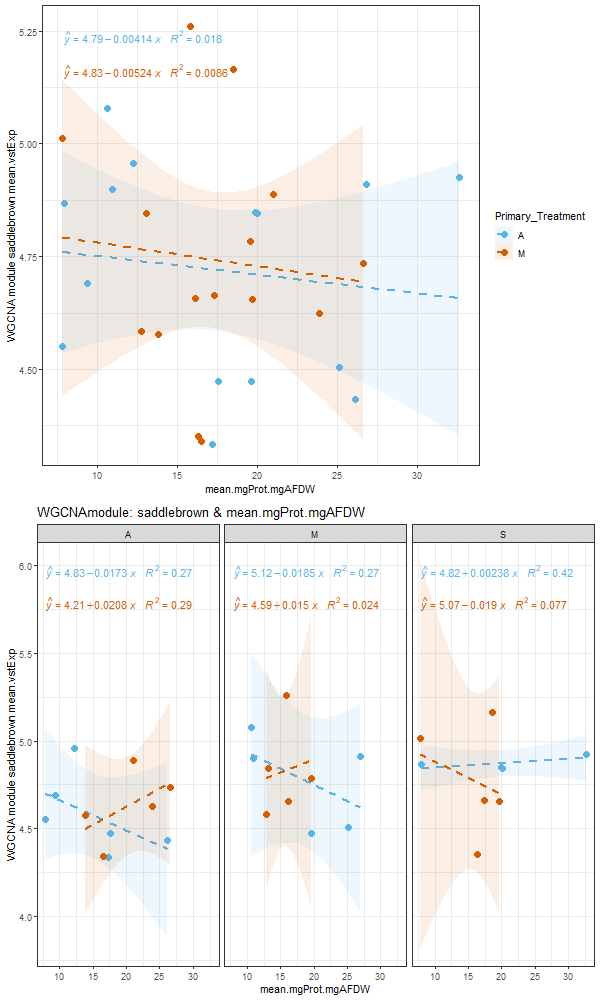 5.25
5.00
4.75
4.50
WGCNA module saddlebrown mean.vstExp
ŷ = 4.79−0.00414 x R² = 0.018
ŷ = 4.83−0.00524 x R² = 0.0086
10 15 20 25 30
mean.mgProt.mgAFDW
Primary_Treatment
A
M
WGCNAmodule: saddlebrown & mean.mgProt.mgAFDW
A M S
ŷ = 4.83−0.0173 x R² = 0.27
ŷ = 4.21+0.0208 x R² = 0.29
ŷ = 5.12−0.0185 x R² = 0.27
ŷ = 4.59+0.015 x R² = 0.024
ŷ = 4.82+0.00238 x R² = 0.42
ŷ = 5.07−0.019 x R² = 0.077
6.0
5.5
5.0
4.5
4.0
WGCNA module saddlebrown mean.vstExp
10 15 20 25 30 10 15 20 25 30 10 15 20 25 30
mean.mgProt.mgAFDW